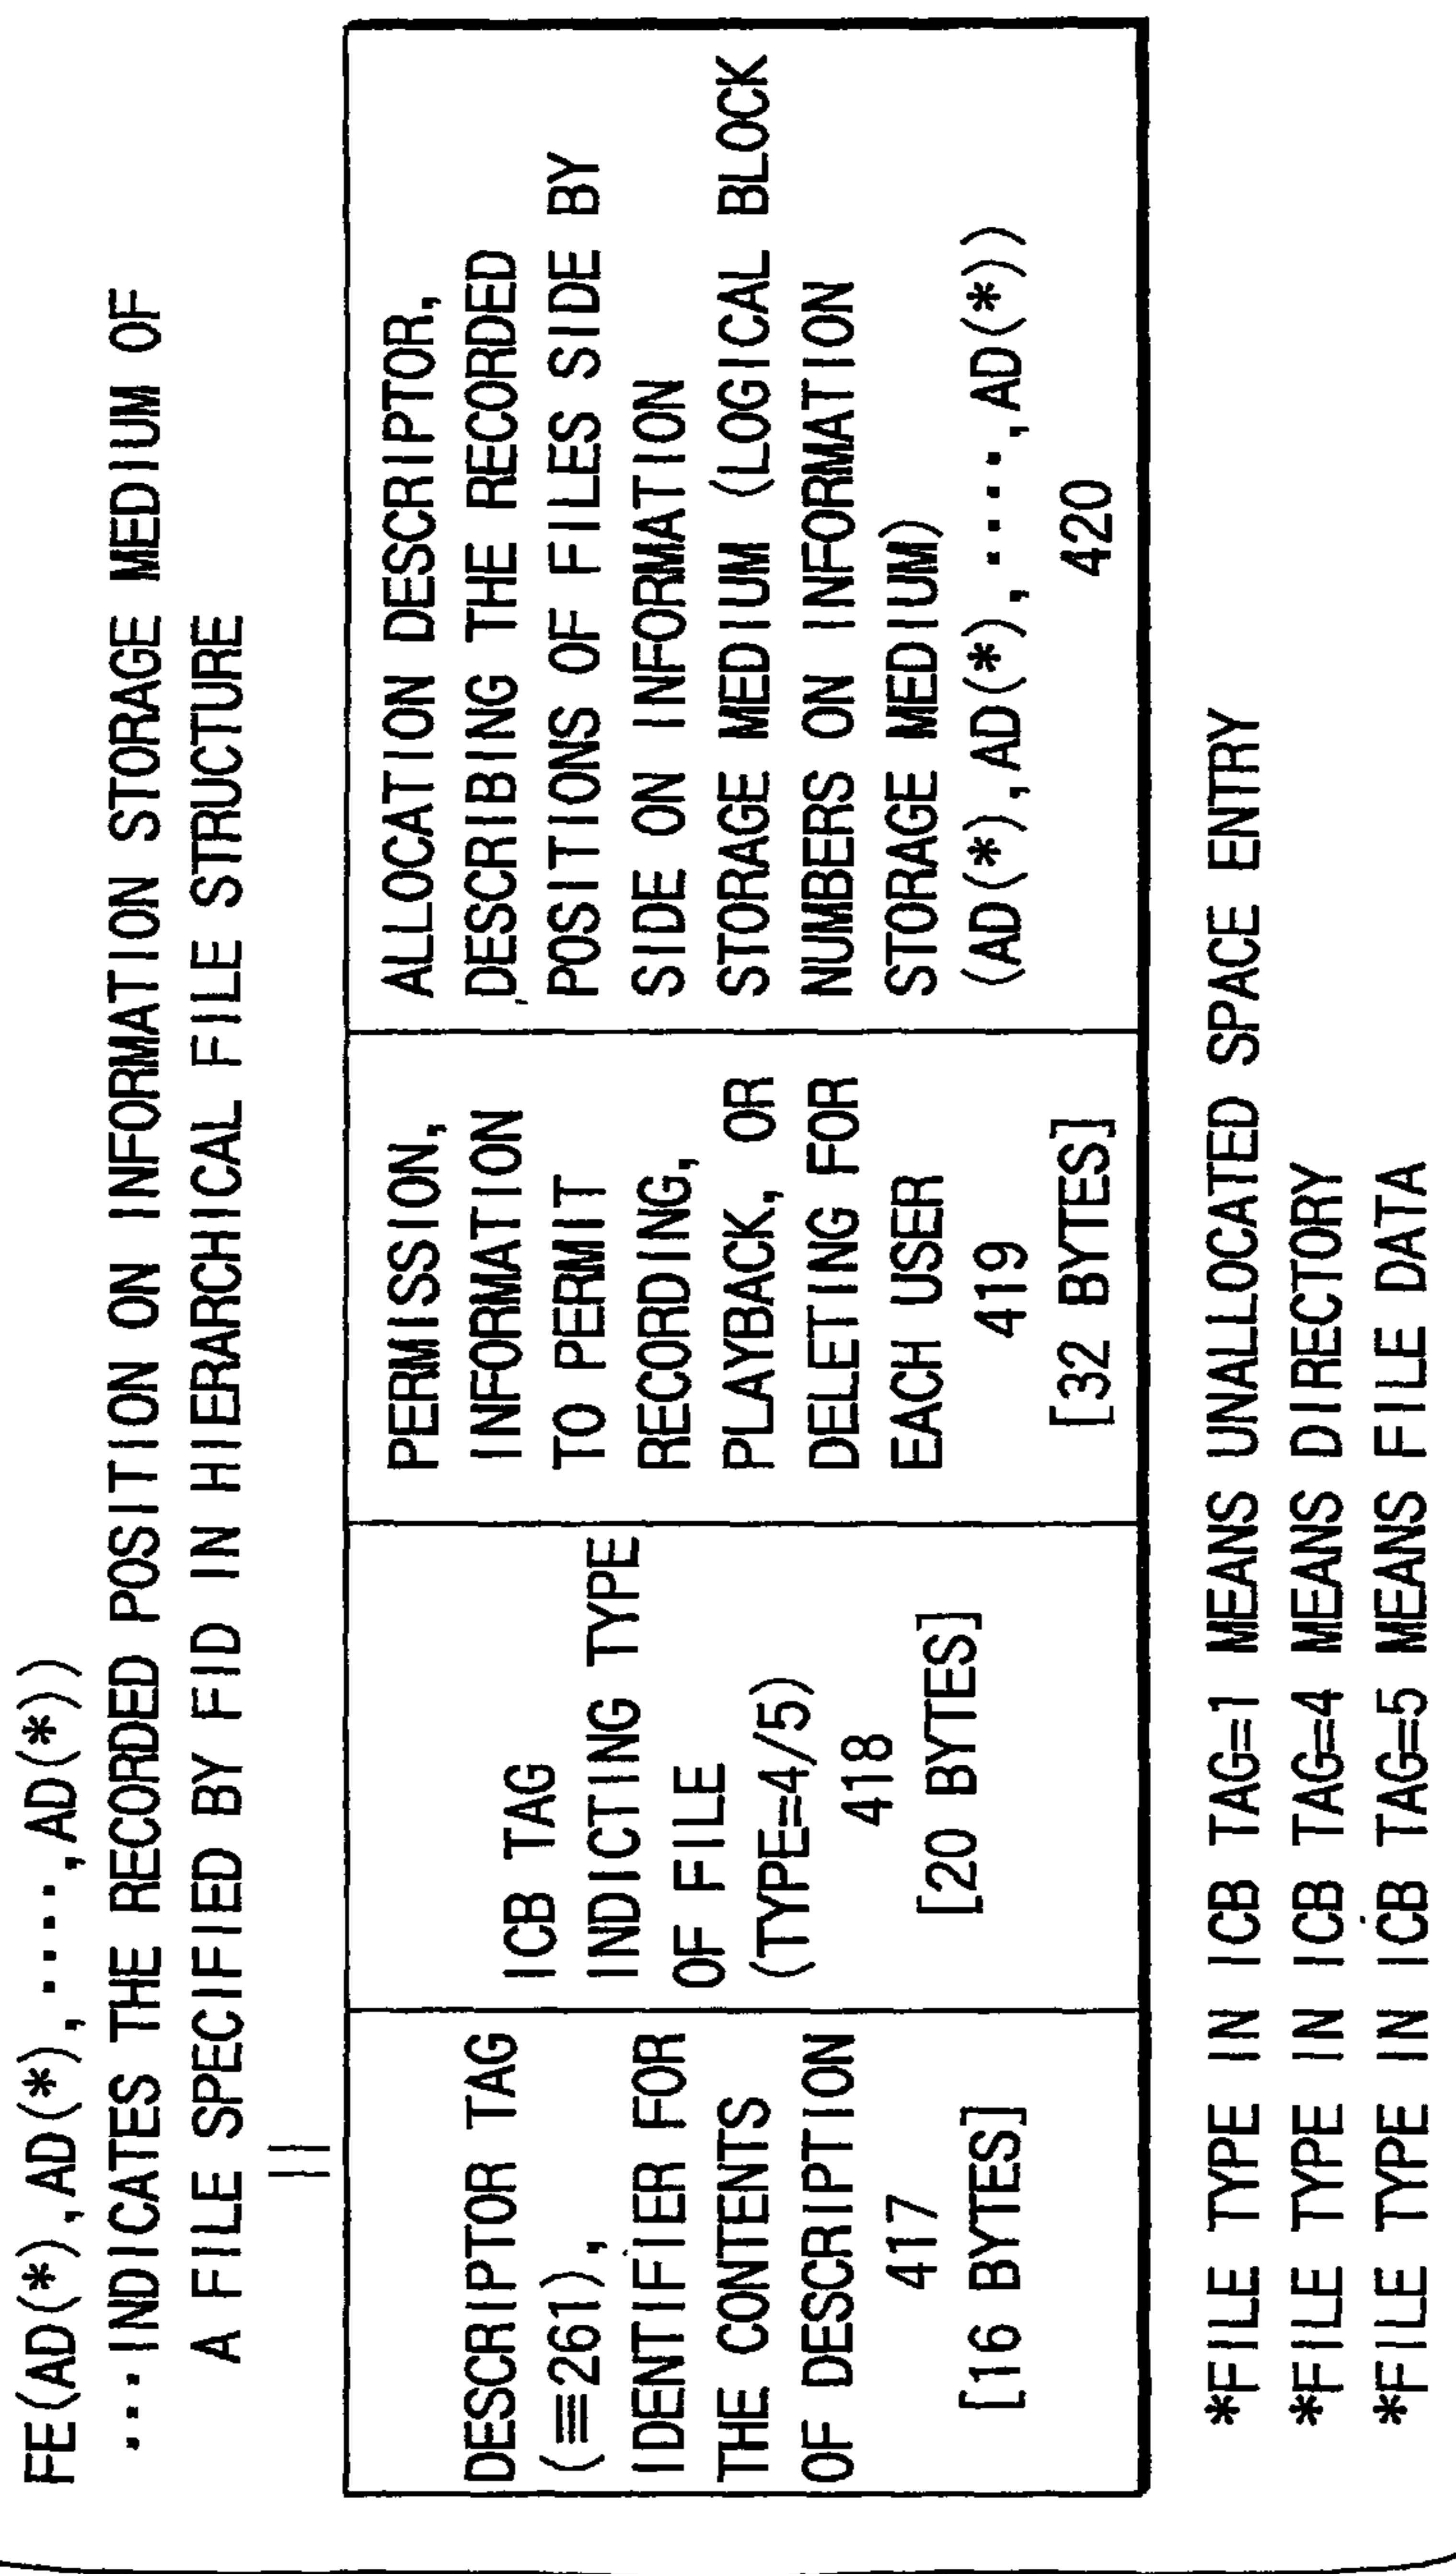 FE(AD(*),AD(*),····,AD(*))
···INDICATES THE RECORDED POSITION ON INFORMATION STORAGE MEDIUM OF
A FILE SPECIFIED BY FID IN HIERARCHICAL FILE STRUCTURE
||
DESCRIPTOR TAG
(≡261),
IDENTIFIER FOR
THE CONTENTS
OF DESCRIPTION
417
[16 BYTES]
ICB TAG
INDICTING TYPE
OF FILE
(TYPE=4/5)
418
[20 BYTES]
PERMISSION,
INFORMATION
TO PERMIT
RECORDING,
PLAYBACK, OR
DELETING FOR
EACH USER
419
[32 BYTES]
ALLOCATION DESCRIPTOR,
DESCRIBING THE RECORDED
POSITIONS OF FILES SIDE BY
SIDE ON INFORMATION
STORAGE MEDIUM (LOGICAL BLOCK
NUMBERS ON INFORMATION
STORAGE MEDIUM)
(AD(*),AD(*),····,AD(*))
420
*FILE TYPE IN ICB TAG=1 MEANS UNALLOCATED SPACE ENTRY
*FILE TYPE IN ICB TAG=4 MEANS DIRECTORY
*FILE TYPE IN ICB TAG=5 MEANS FILE DATA